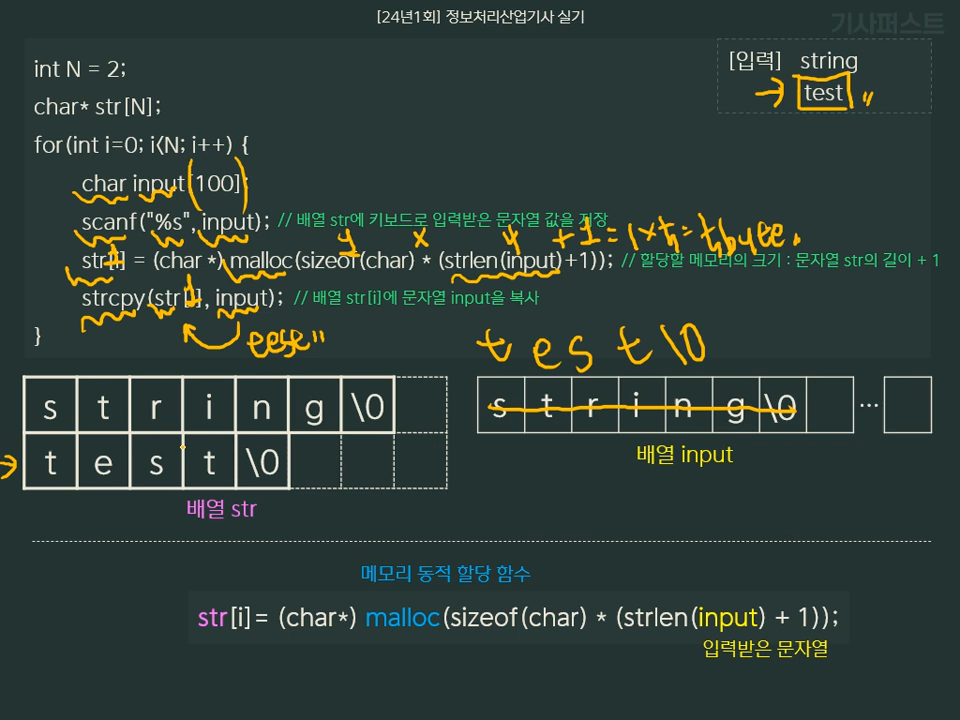 [24년1회] 정보처리산업기사 실기
기사퍼스트
[입력] string
test
int N = 2;
char* str[N];
for(int i=0; i<N; i++) {
char input[100];
scanf("%s", input); // 배열 str에 키보드로 입력받은 문자열 값을 저장
4 x 4 +1=1×5=5byte.
str[i] = (char *) malloc(sizeof(char) * (strlen(input)+1)); // 할당할 메모리의 크기 : 문자열 str의 길이 + 1
strcpy(str[i], input); // 배열 str[i]에 문자열 input을 복사
}
t e s t \0
s t r i n g \0
t e s t \0
배열 str
s t r i n g \0 ...
배열 input
메모리 동적 할당 함수
str[i]= (char*) malloc(sizeof(char) * (strlen(input) + 1));
입력받은 문자열